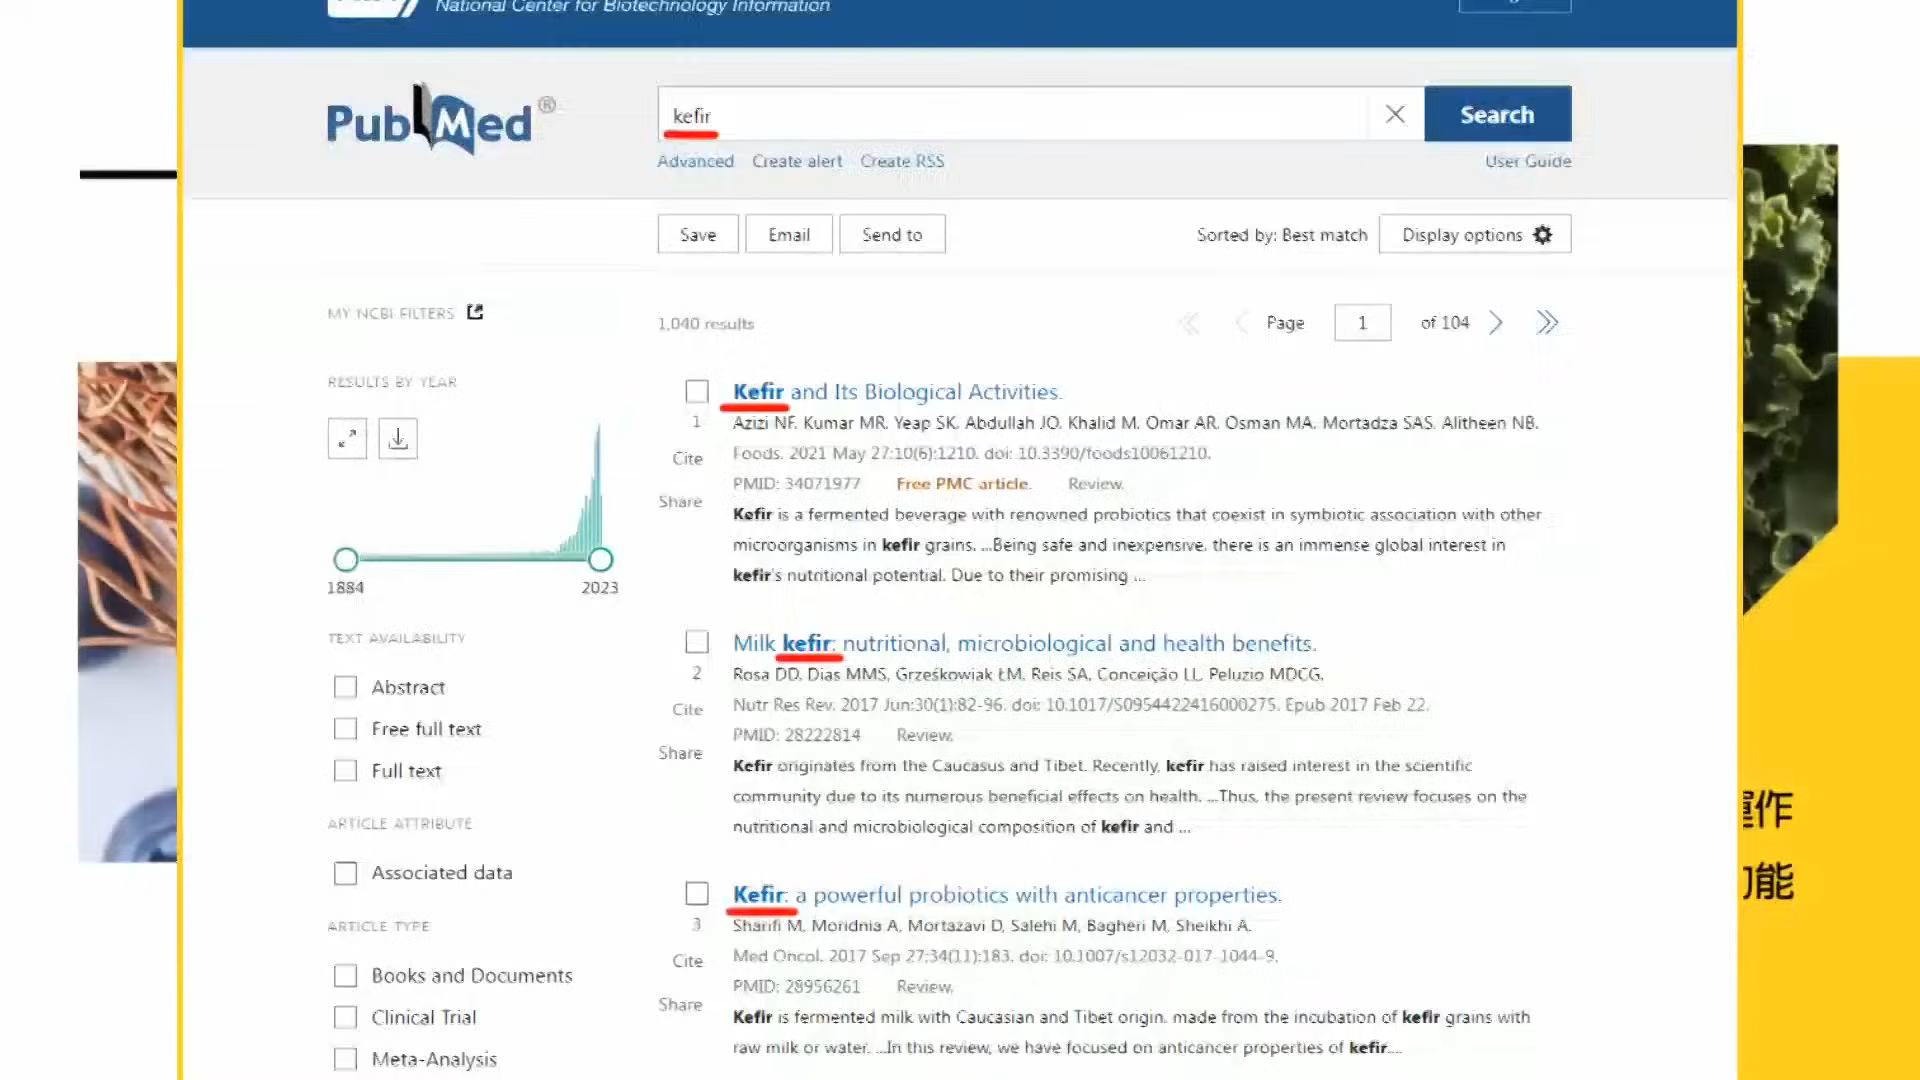 National Center for Biotechnology Information
PubMed®
kefir
Search
Advanced Create alert Create RSS
User Guide
Save Email Send to
Sorted by: Best match Display options
MY NCBI FILTERS
1,040 results
Page 1 of 104
RESULTS BY YEAR
1884 2023
TEXT AVAILABILITY
Abstract
Free full text
Full text
ARTICLE ATTRIBUTE
Associated data
ARTICLE TYPE
Books and Documents
Clinical Trial
Meta-Analysis
Kefir and Its Biological Activities.
1
Cite
Share
Azizi NF, Kumar MR, Yeap SK, Abdullah JO, Khalid M, Omar AR, Osman MA, Mortadza SAS, Alitheen NB.
Foods. 2021 May 27;10(6):1210. doi: 10.3390/foods10061210.
PMID: 34071977 Free PMC article. Review.
Kefir is a fermented beverage with renowned probiotics that coexist in symbiotic association with other
microorganisms in kefir grains. ...Being safe and inexpensive, there is an immense global interest in
kefir's nutritional potential. Due to their promising ...
Milk kefir: nutritional, microbiological and health benefits.
2
Cite
Share
Rosa DD, Dias MMS, Grześkowiak ŁM, Reis SA, Conceição LL, Peluzio MDCG.
Nutr Res Rev. 2017 Jun;30(1):82-96. doi: 10.1017/S0954422416000275. Epub 2017 Feb 22.
PMID: 28222814 Review.
Kefir originates from the Caucasus and Tibet. Recently, kefir has raised interest in the scientific
community due to its numerous beneficial effects on health. ...Thus, the present review focuses on the
nutritional and microbiological composition of kefir and ...
Kefir: a powerful probiotics with anticancer properties.
3
Cite
Share
Sharifi M, Moridnia A, Mortazavi D, Salehi M, Bagheri M, Sheikhi A.
Med Oncol. 2017 Sep 27;34(11):183. doi: 10.1007/s12032-017-1044-9.
PMID: 28956261 Review.
Kefir is fermented milk with Caucasian and Tibet origin, made from the incubation of kefir grains with
raw milk or water. ...In this review, we have focused on anticancer properties of kefir....
作
能